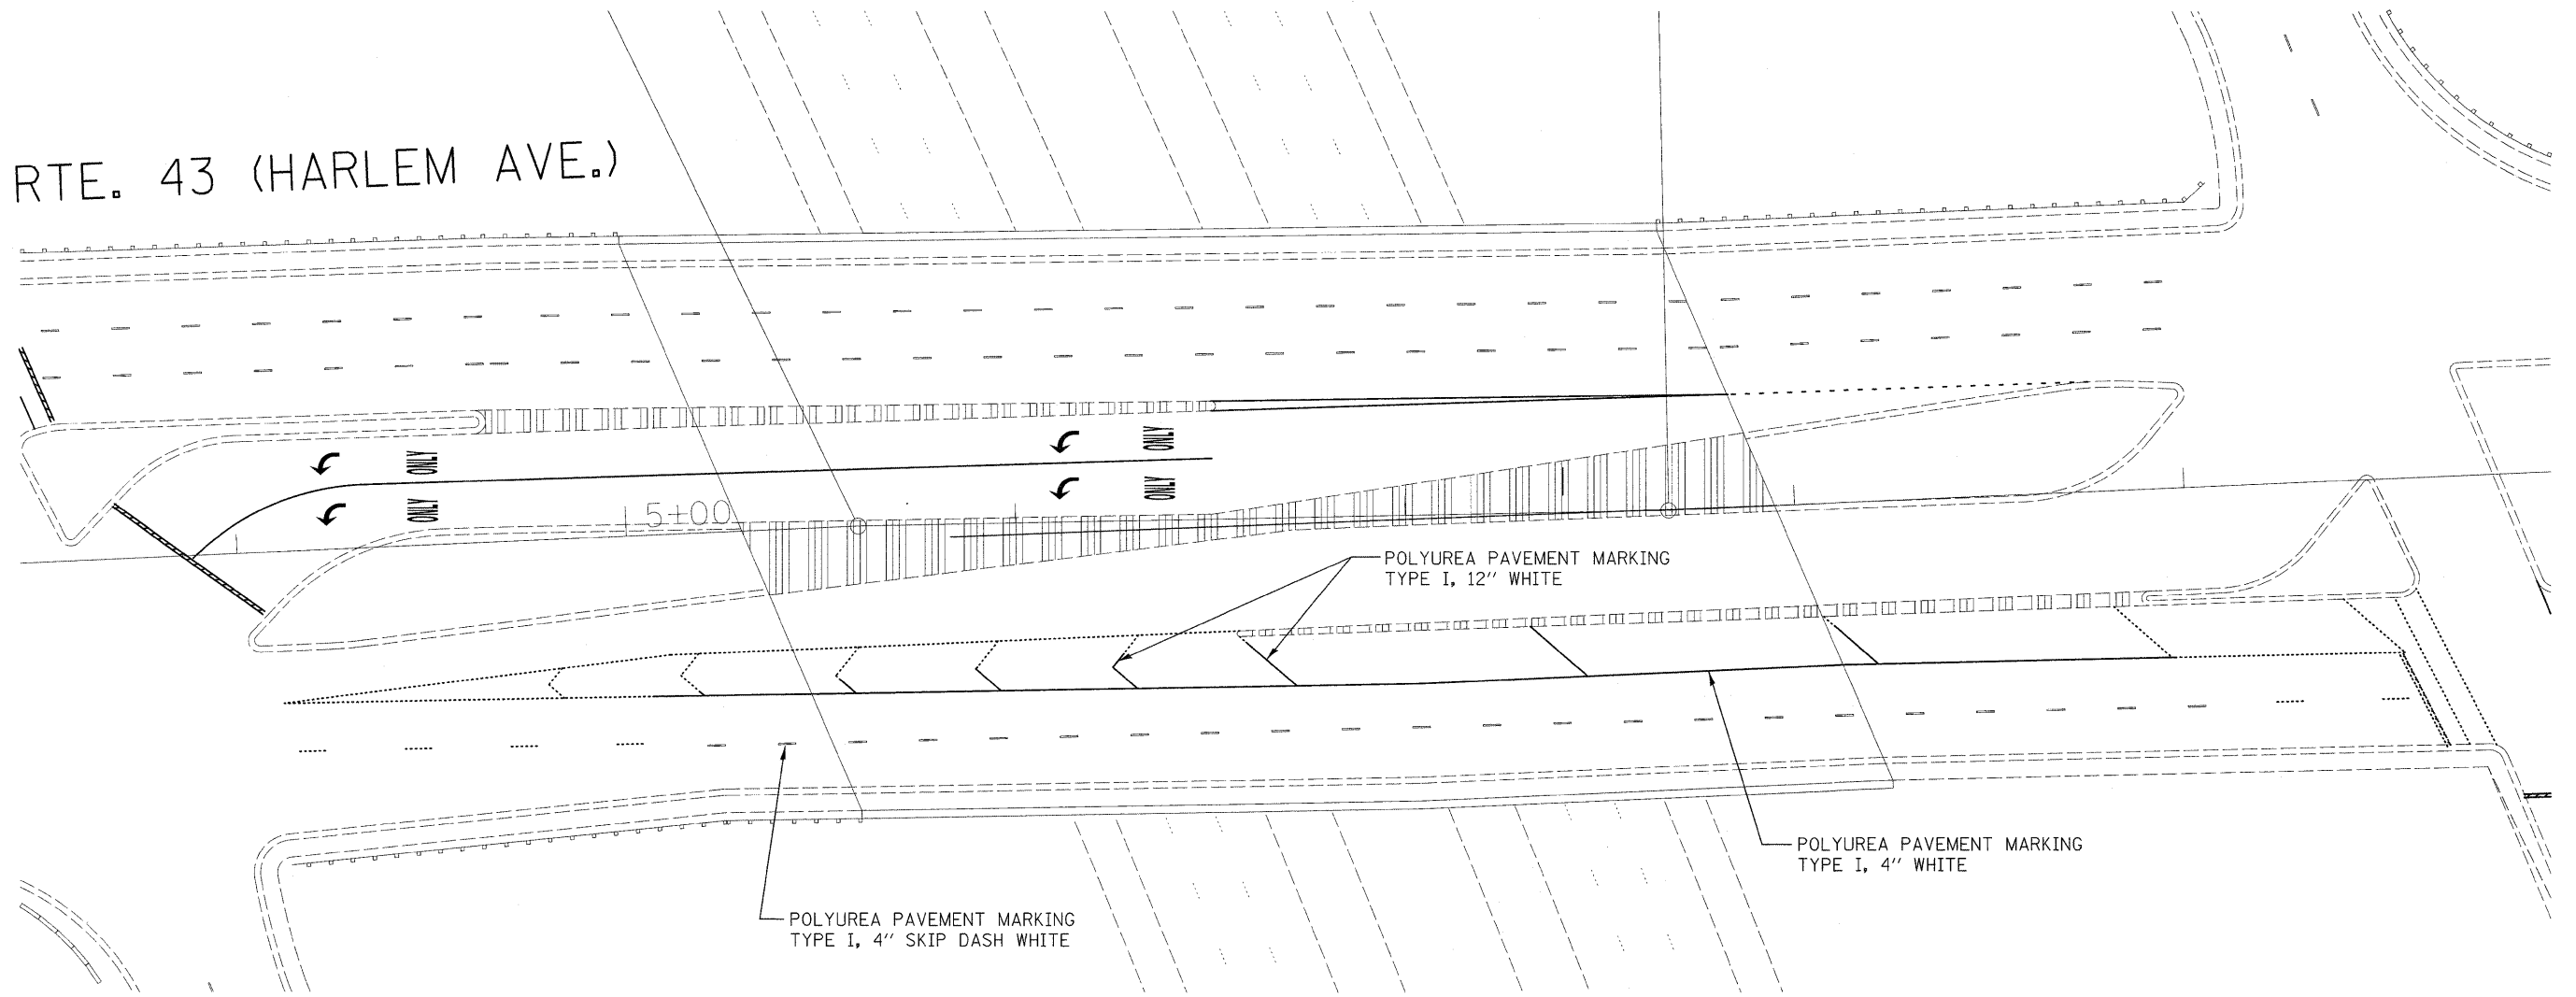 RTE. 43 (HARLEM AVE.)
ONLY
ONLY
ONLY
ONLY
5+00
POLYUREA PAVEMENT MARKING
TYPE I, 12" WHITE
POLYUREA PAVEMENT MARKING
TYPE I, 4" WHITE
POLYUREA PAVEMENT MARKING
TYPE I, 4" SKIP DASH WHITE